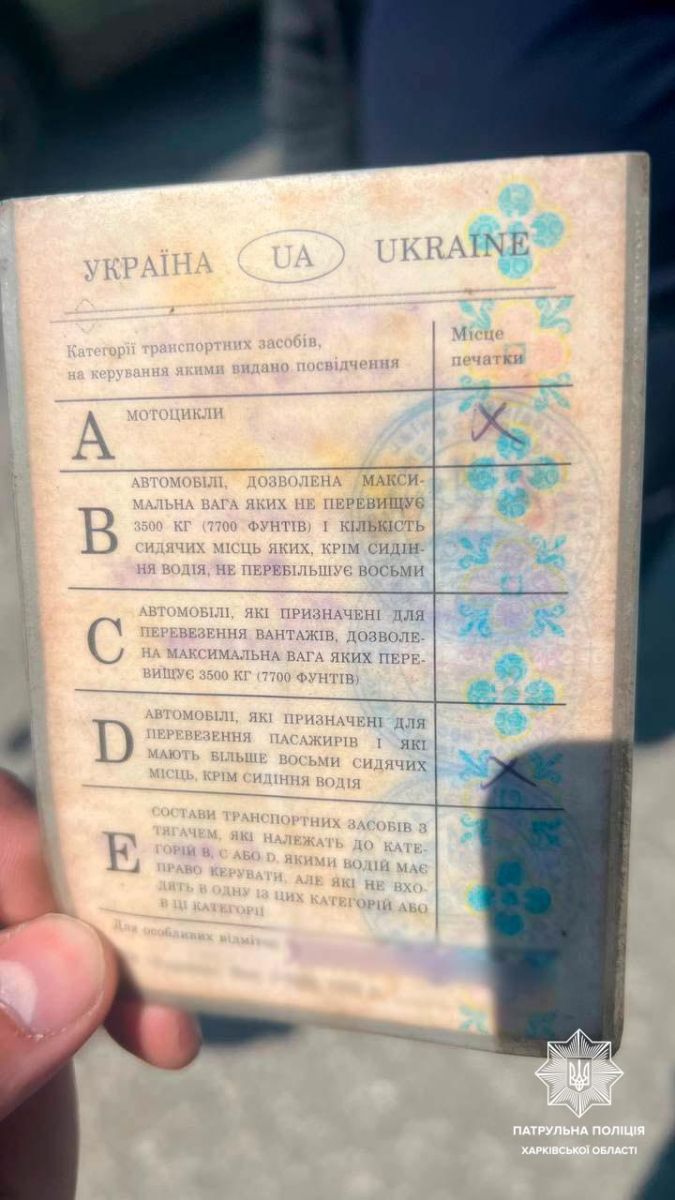 УКРАЇНА UA UKRAINE
Категорії транспортних засобів,
на керування якими видано посвідчення
Місце
печатки
A МОТОЦИКЛИ
B АВТОМОБІЛІ, ДОЗВОЛЕНА МАКСИ-
МАЛЬНА ВАГА ЯКИХ НЕ ПЕРЕВИЩУЄ
3500 КГ (7700 ФУНТІВ) І КІЛЬКІСТЬ
СИДЯЧИХ МІСЦЬ ЯКИХ, КРІМ СИДІН-
НЯ ВОДІЯ, НЕ ПЕРЕБІЛЬШУЄ ВОСЬМИ
C АВТОМОБІЛІ, ЯКІ ПРИЗНАЧЕНІ ДЛЯ
ПЕРЕВЕЗЕННЯ ВАНТАЖІВ, ДОЗВОЛЕ-
НА МАКСИМАЛЬНА ВАГА ЯКИХ ПЕРЕ-
ВИЩУЄ 3500 КГ (7700 ФУНТІВ)
D АВТОМОБІЛІ, ЯКІ ПРИЗНАЧЕНІ ДЛЯ
ПЕРЕВЕЗЕННЯ ПАСАЖИРІВ І ЯКІ
МАЮТЬ БІЛЬШЕ ВОСЬМИ СИДЯЧИХ
МІСЦЬ, КРІМ СИДІННЯ ВОДІЯ
E СОСТАВИ ТРАНСПОРТНИХ ЗАСОБІВ З
ТЯГАЧЕМ, ЯКІ НАЛЕЖАТЬ ДО КАТЕ-
ГОРІЙ B, C АБО D, ЯКИМИ ВОДІЙ МАЄ
ПРАВО КЕРУВАТИ, АЛЕ ЯКІ НЕ ВХО-
ДЯТЬ В ОДНУ ІЗ ЦИХ КАТЕГОРІЙ АБО
В ЦІ КАТЕГОРІЇ
Для особливих відміток
ПАТРУЛЬНА ПОЛІЦІЯ
ХАРКІВСЬКОЇ ОБЛАСТІ